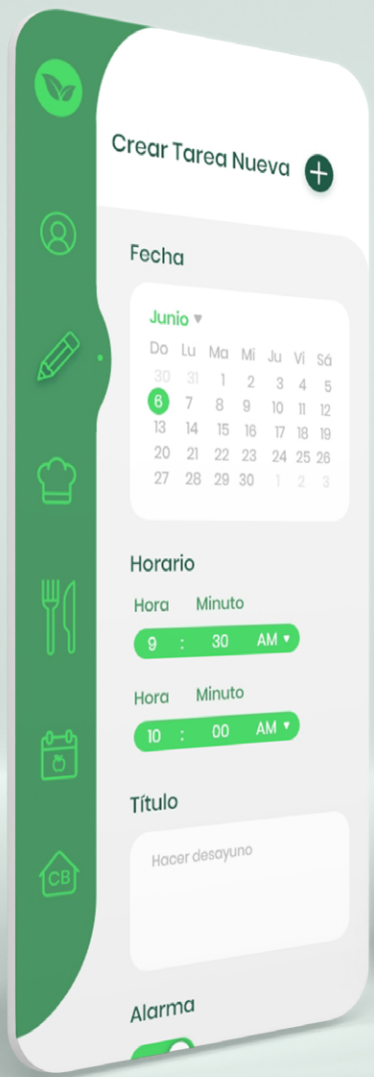 Crear Tarea Nueva
Fecha
Junio
Do Lu Ma Mi Ju Vi Sá
30 31 1 2 3 4 5
6 7 8 9 10 11 12
13 14 15 16 17 18 19
20 21 22 23 24 25 26
27 28 29 30 1 2 3
Horario
Hora Minuto
9 : 30 AM
Hora Minuto
10 : 00 AM
Título
Hacer desayuno
CB
Alarma